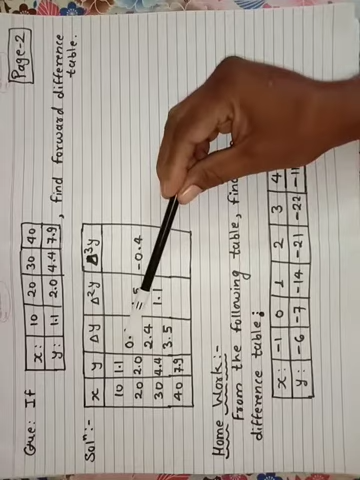 Page-2
Que: If
x: 10 20 30 40
y: 1.1 2.0 4.4 7.9
, find forward difference
table.
Solⁿ:-
x y Δy Δ²y Δ³y
10 1.1
0.
20 2.0
2.4 -0.4
30 4.4 1.1
3.5
40 7.9
Home Work:-
From the following table,
difference table:
x: -1 0 1 2 3 4
y: -6 -7 -14 -21 -22